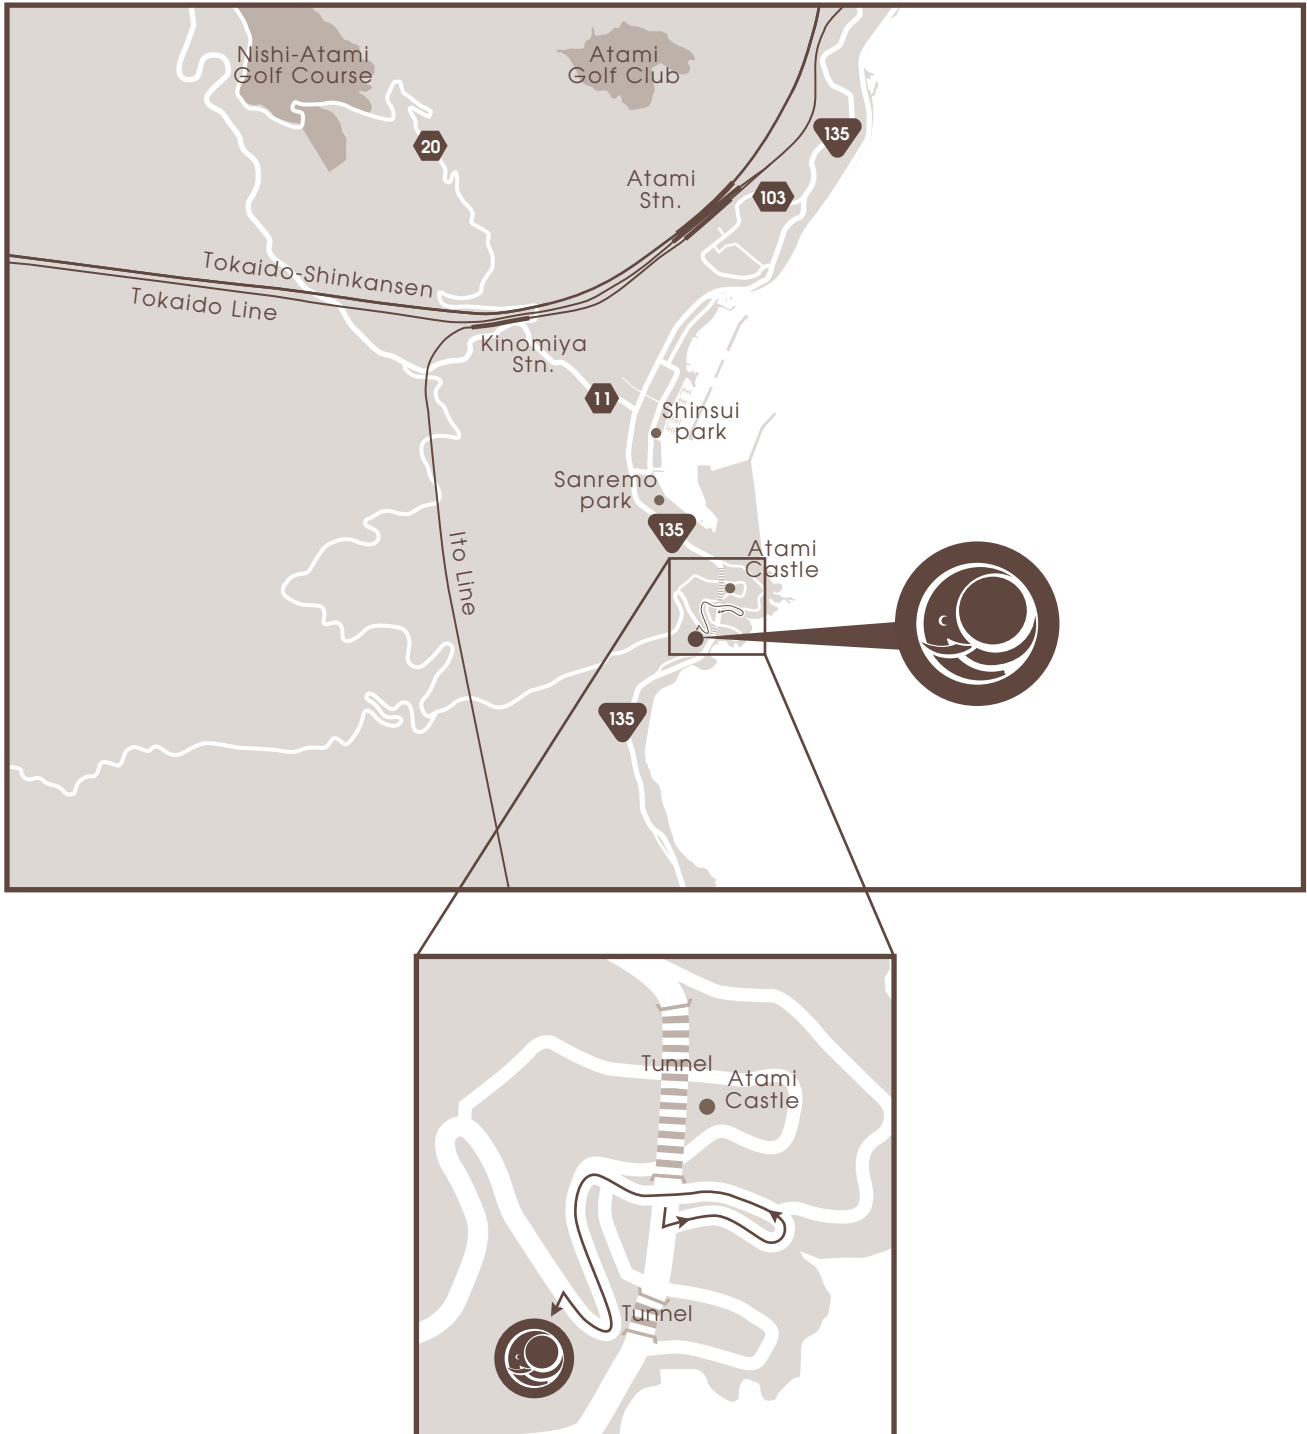 Nishi-Atami
Golf Course
Atami
Golf Club
20
135
Atami
Stn.
103
Tokaido-Shinkansen
Tokaido Line
Kinomiya
Stn.
11
Shinsui
park
Sanremo
park
135
Ito Line
Atami
Castle
135
Tunnel
Atami
Castle
Tunnel